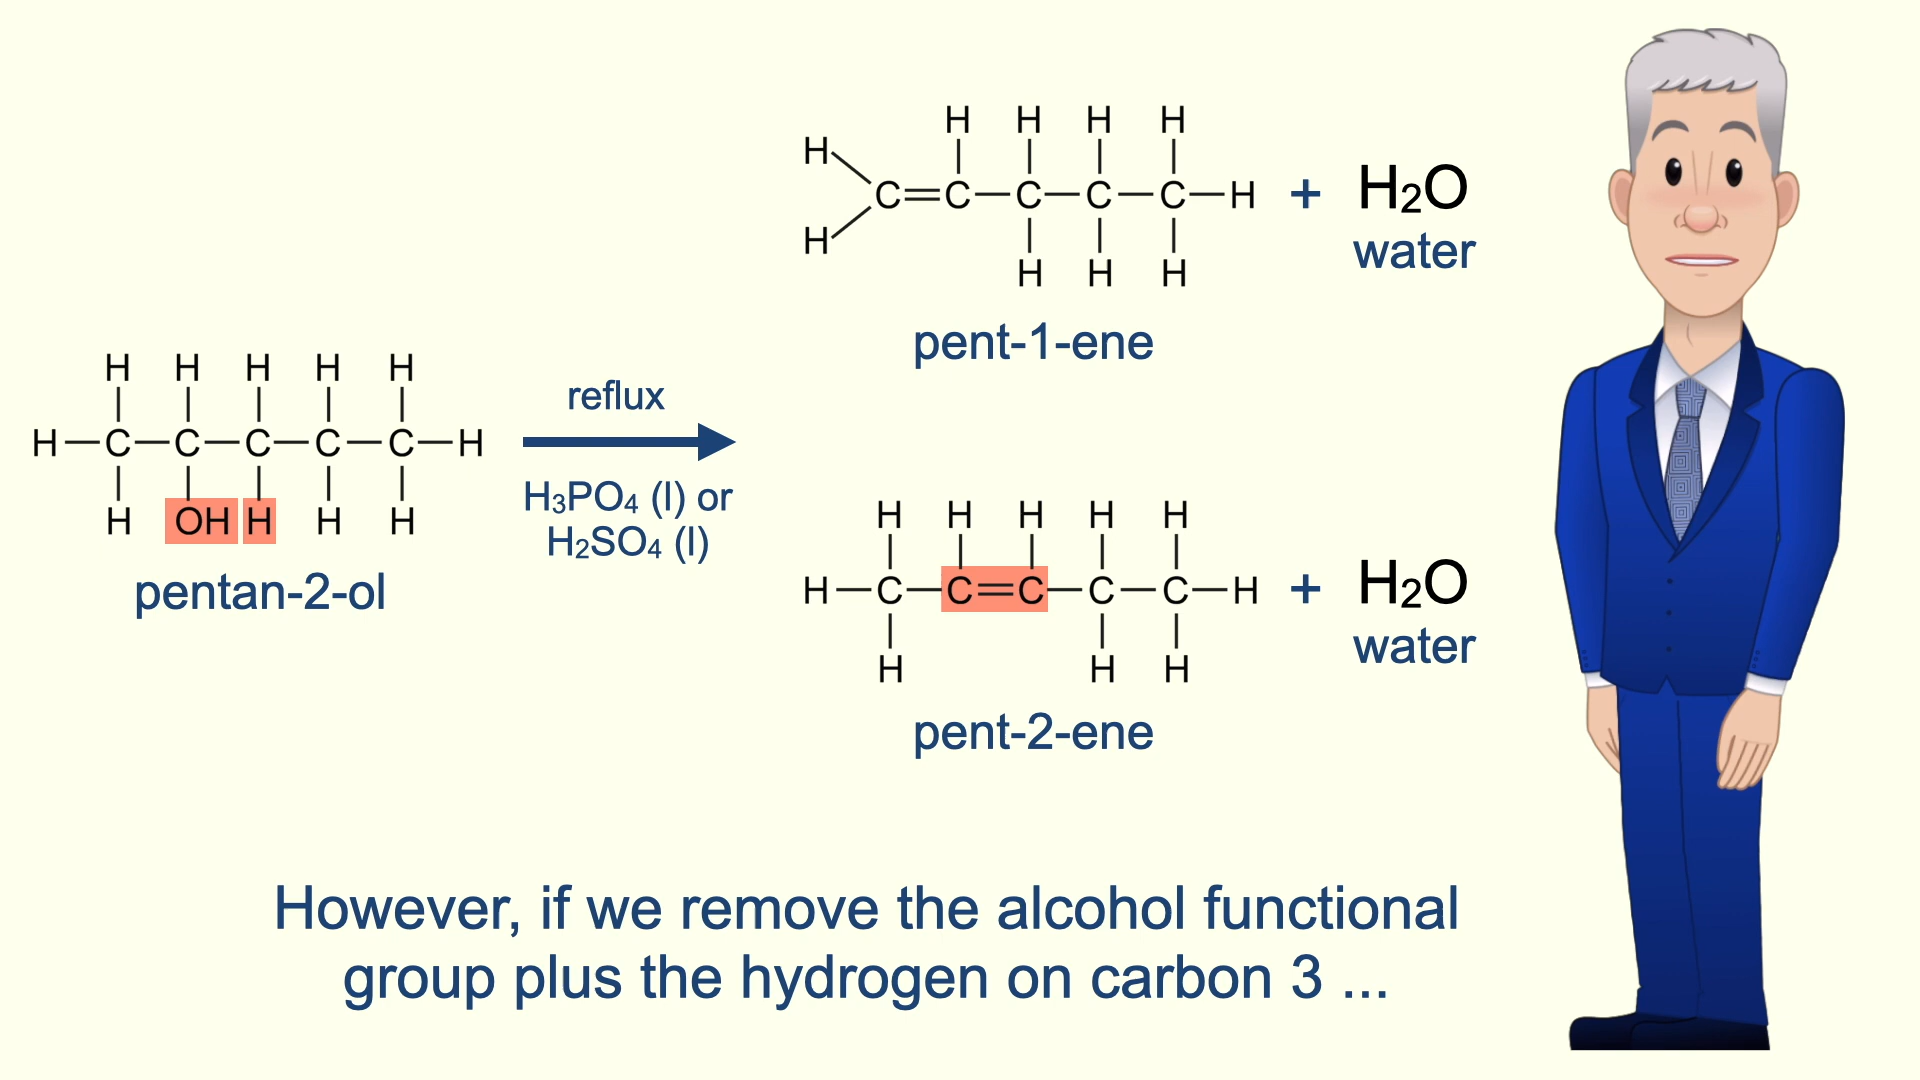 H H H H
H
C=C-C-C-C-H + H₂O
H
water
H H H
pent-1-ene
H H H H H
reflux
H-C-C-C-C-C-H
H₃PO₄ (l) or
H OH H H H
H₂SO₄ (l)
pentan-2-ol
H H H H H
H-C-C=C-C-C-H + H₂O
water
H H H
pent-2-ene
However, if we remove the alcohol functional
group plus the hydrogen on carbon 3 ...